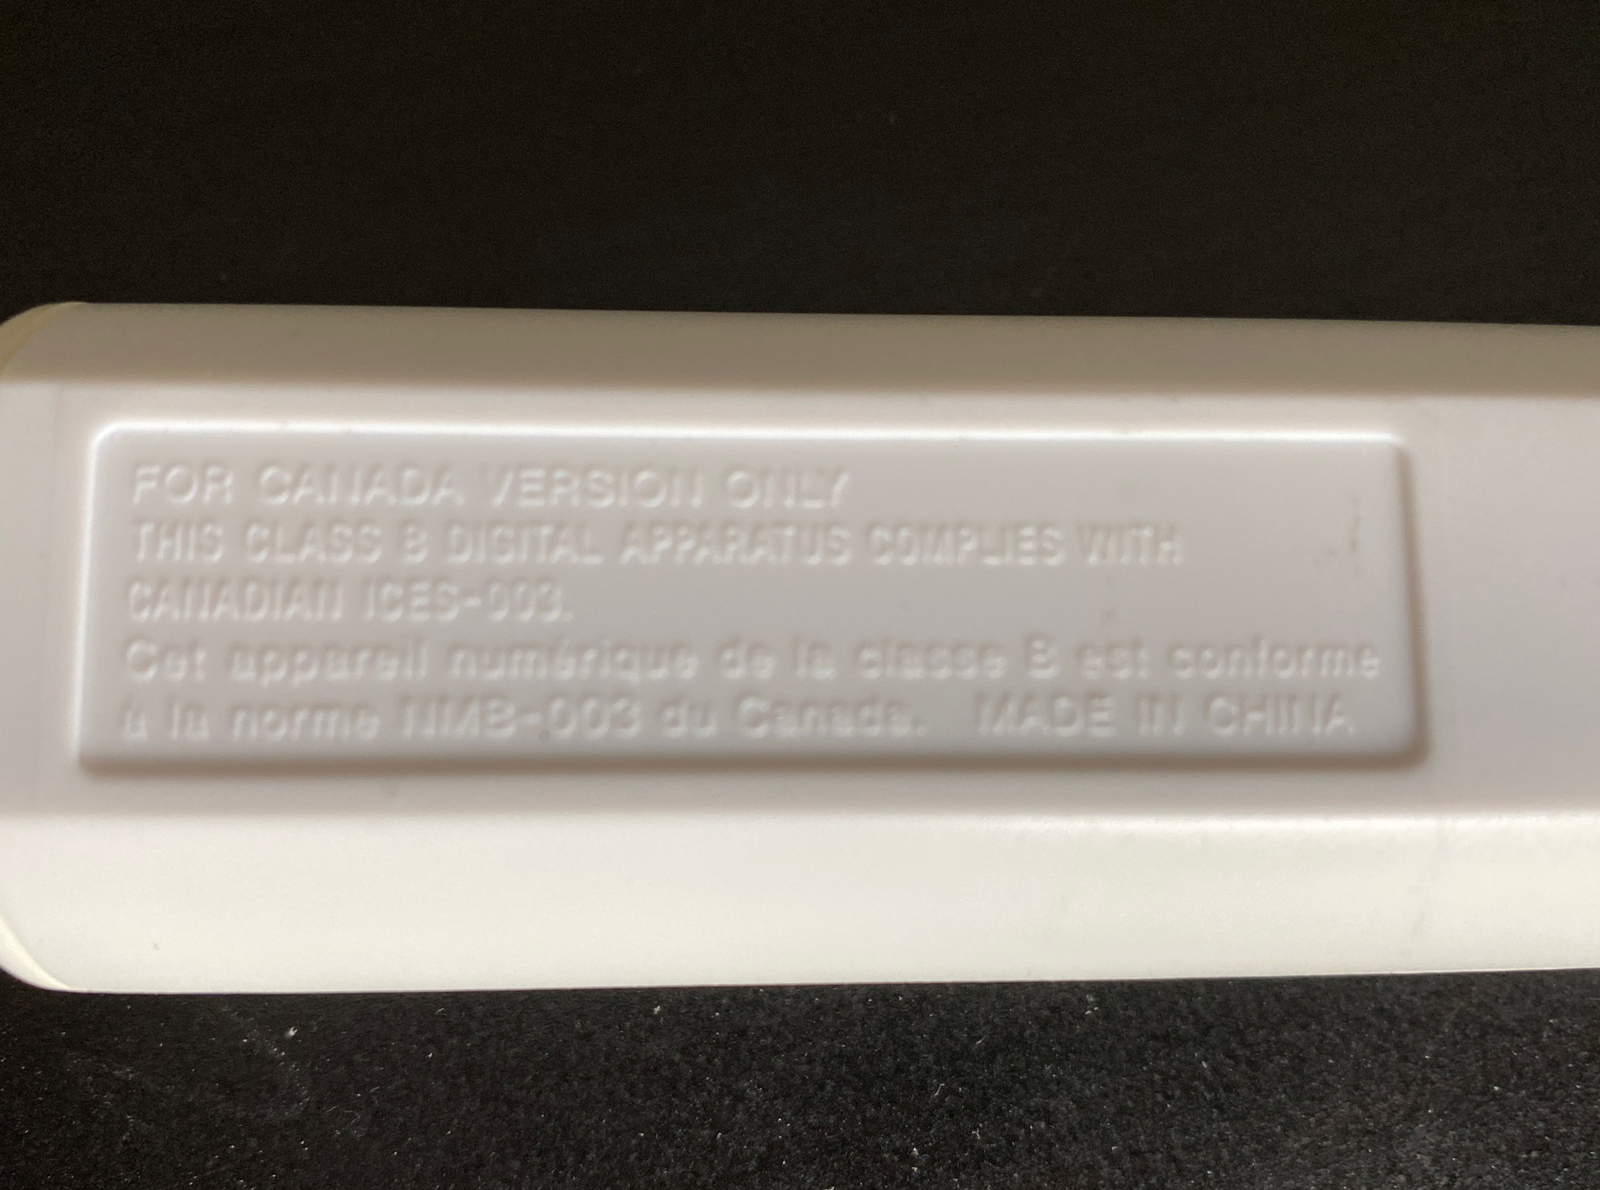 FOR CANADA VERSION ONLY
THIS CLASS B DIGITAL APPARATUS COMPLIES WITH
CANADIAN ICES-003.
Cet appareil numérique de la classe B est conforme
à la norme NMB-003 du Canada. MADE IN CHINA